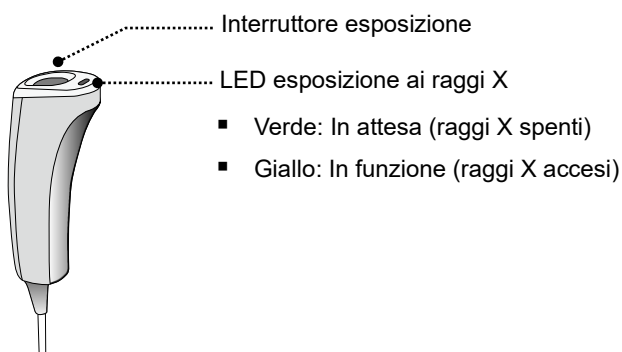 Interruttore esposizione
LED esposizione ai raggi X
▪ Verde: In attesa (raggi X spenti)
▪ Giallo: In funzione (raggi X accesi)